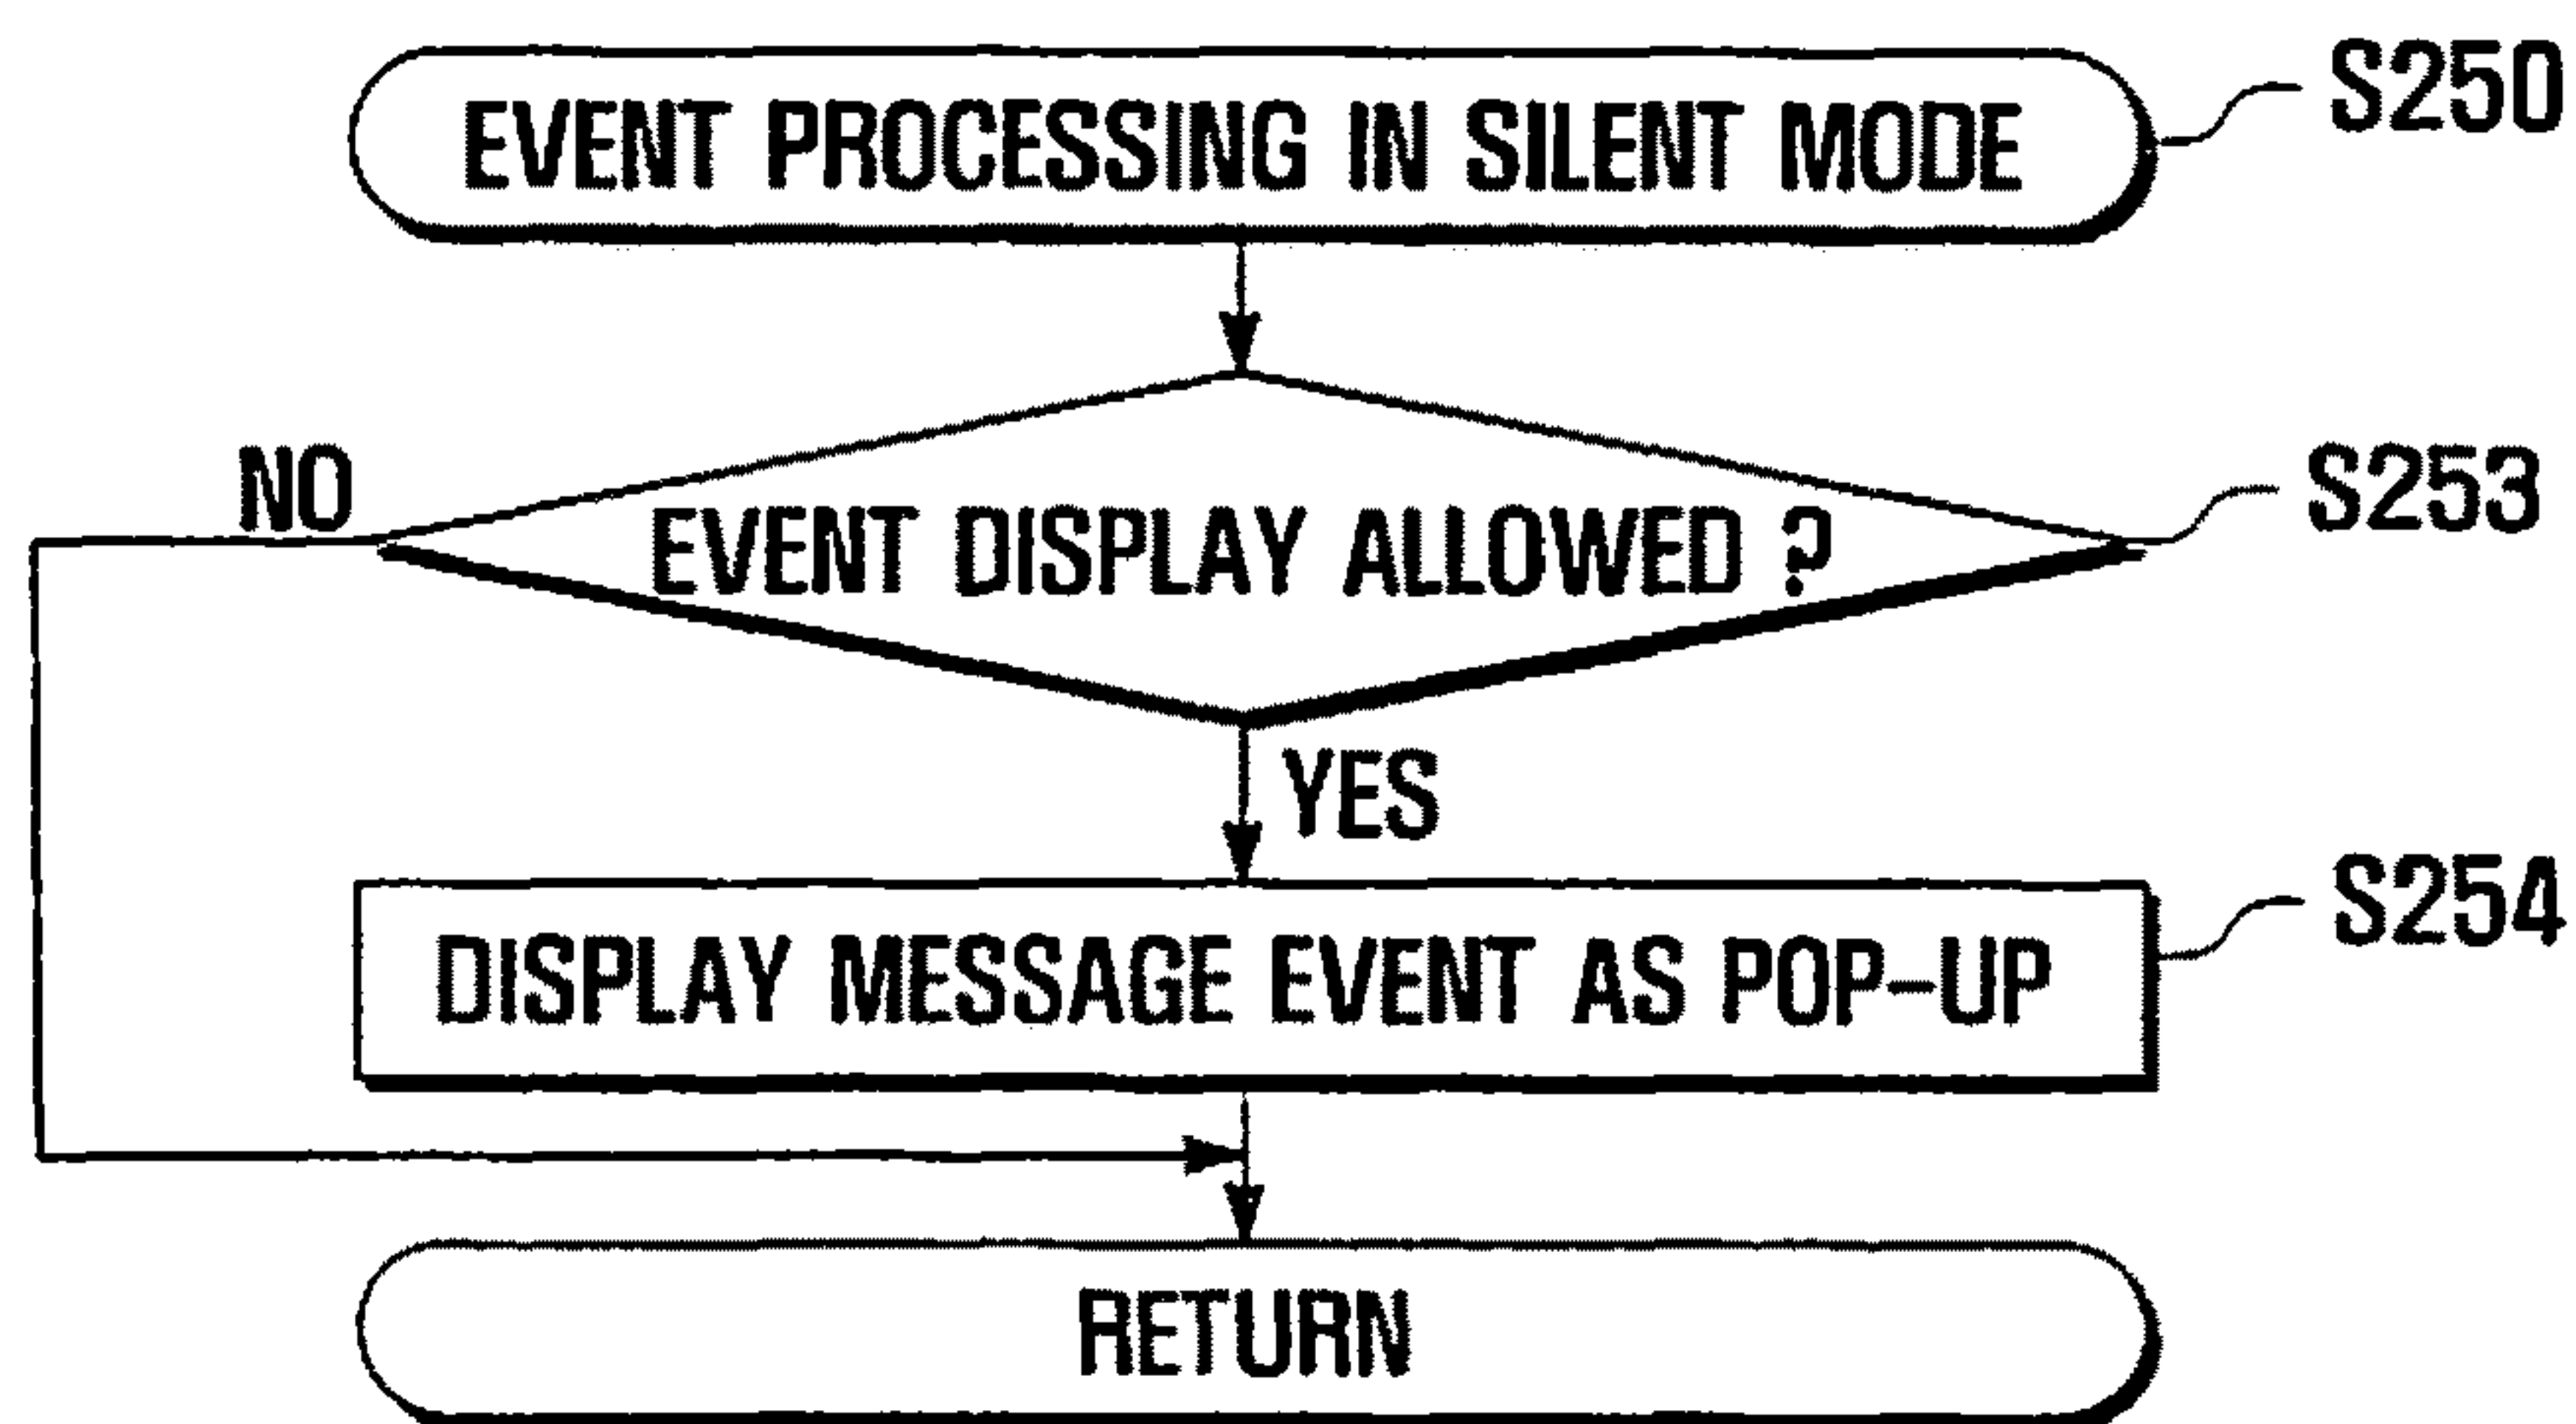 EVENT PROCESSING IN SILENT MODE
S250
NO
EVENT DISPLAY ALLOWED ?
S253
YES
DISPLAY MESSAGE EVENT AS POP-UP
S254
RETURN